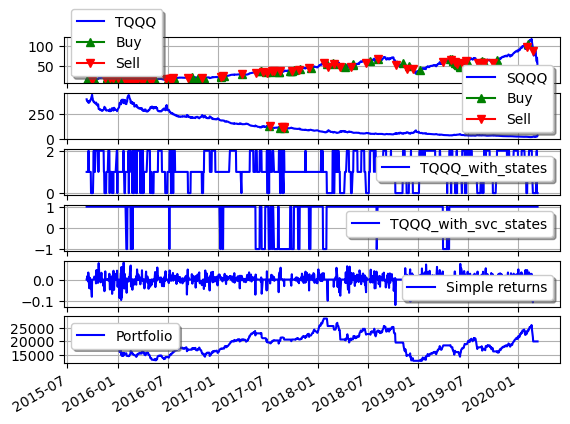 TQQQ
Buy
Sell
100
50
SQQQ
Buy
Sell
250
0
2
1
0
TQQQ_with_states
1
0
−1
TQQQ_with_svc_states
0.0
−0.1
Simple returns
25000
20000
15000
Portfolio
2015-07
2016-01
2016-07
2017-01
2017-07
2018-01
2018-07
2019-01
2019-07
2020-01